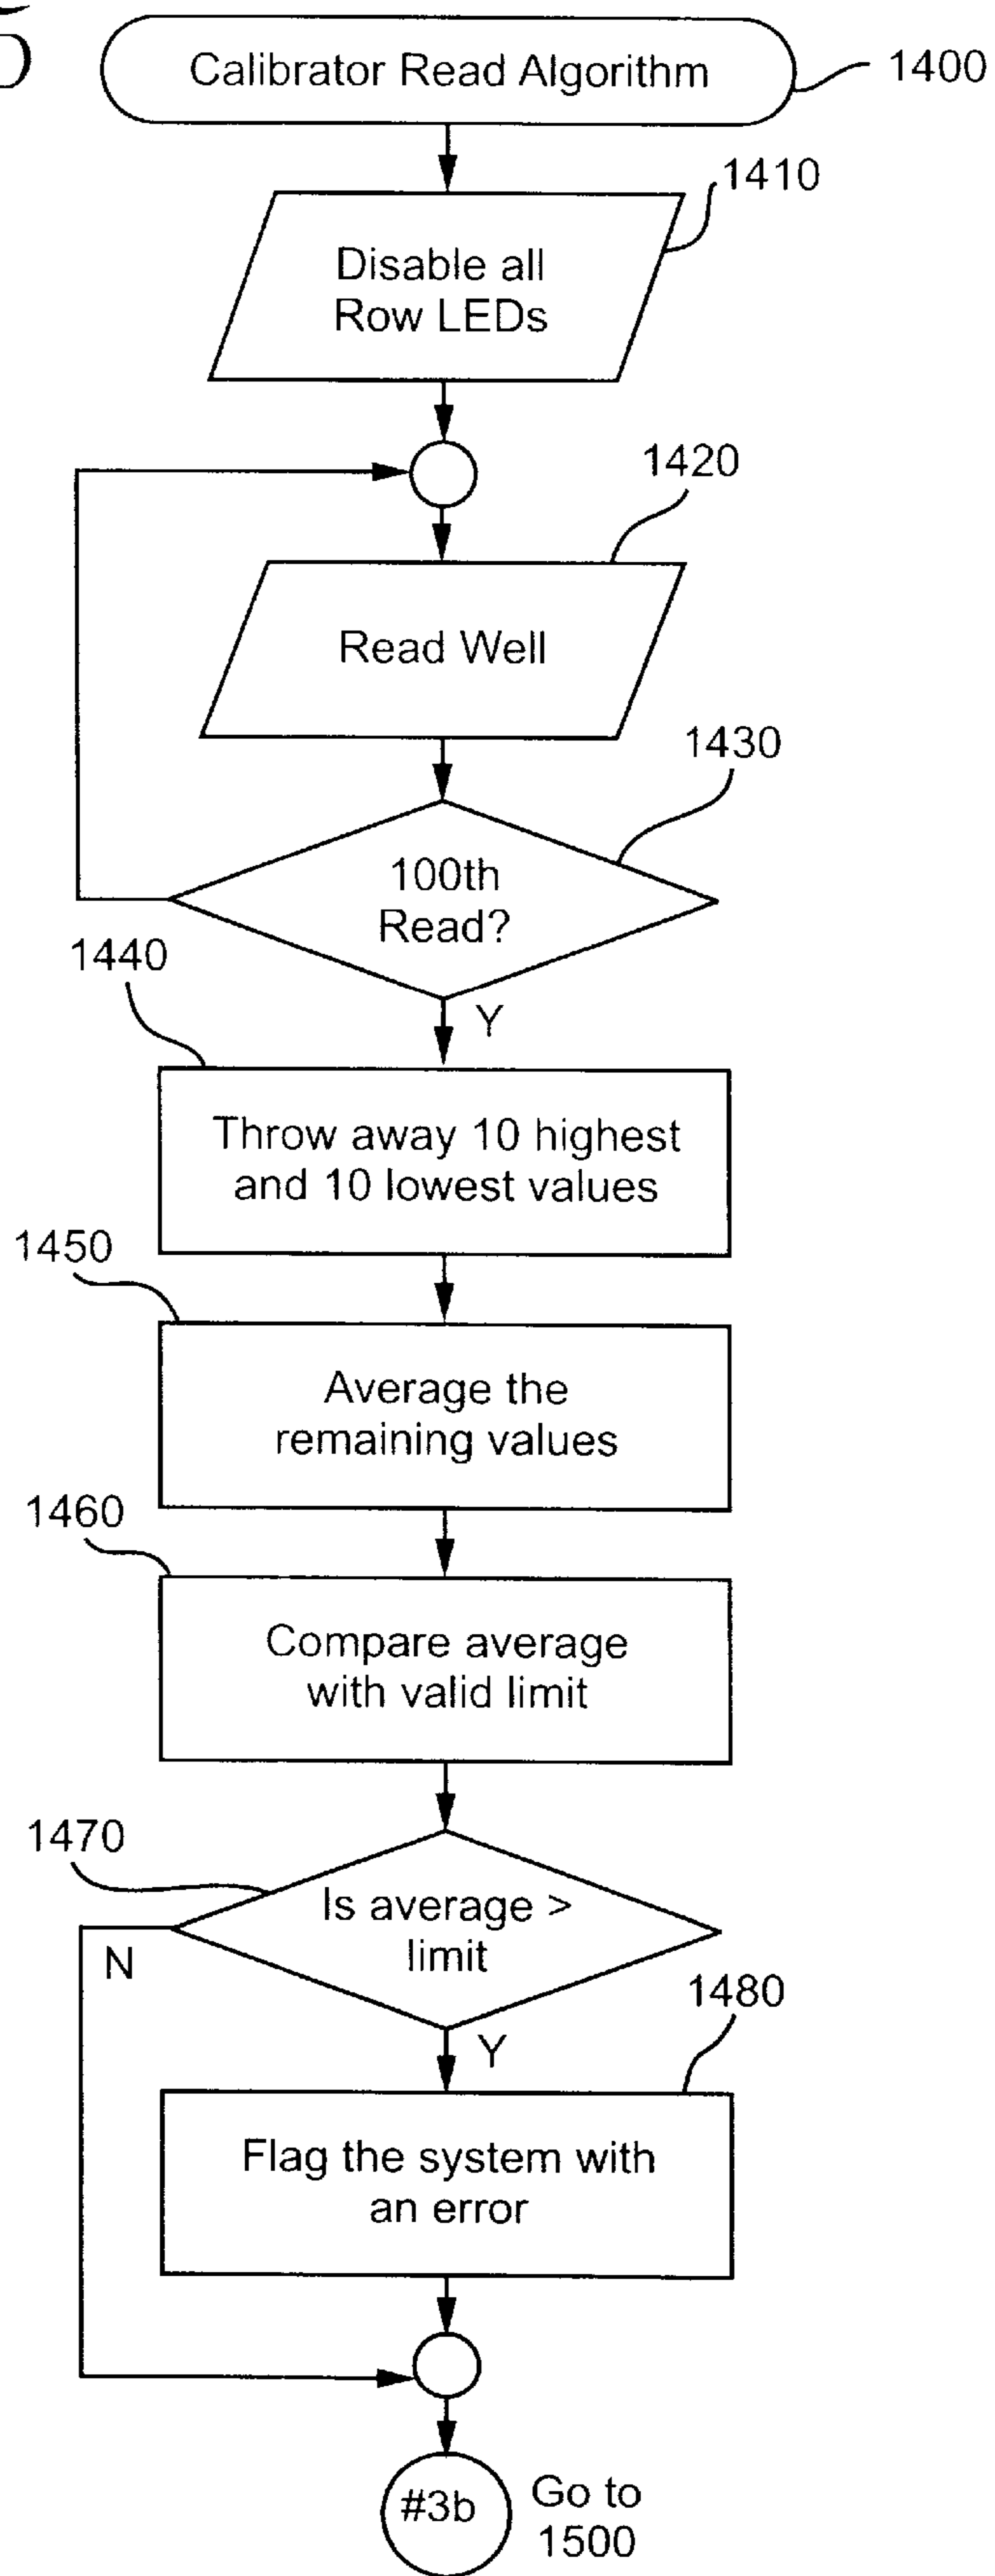 Calibrator Read Algorithm
1400
1410
Disable all
Row LEDs
1420
Read Well
1430
100th
Read?
1440
Y
Throw away 10 highest
and 10 lowest values
1450
Average the
remaining values
1460
Compare average
with valid limit
1470
Is average >
limit
N
1480
Y
Flag the system with
an error
#3b
Go to
1500